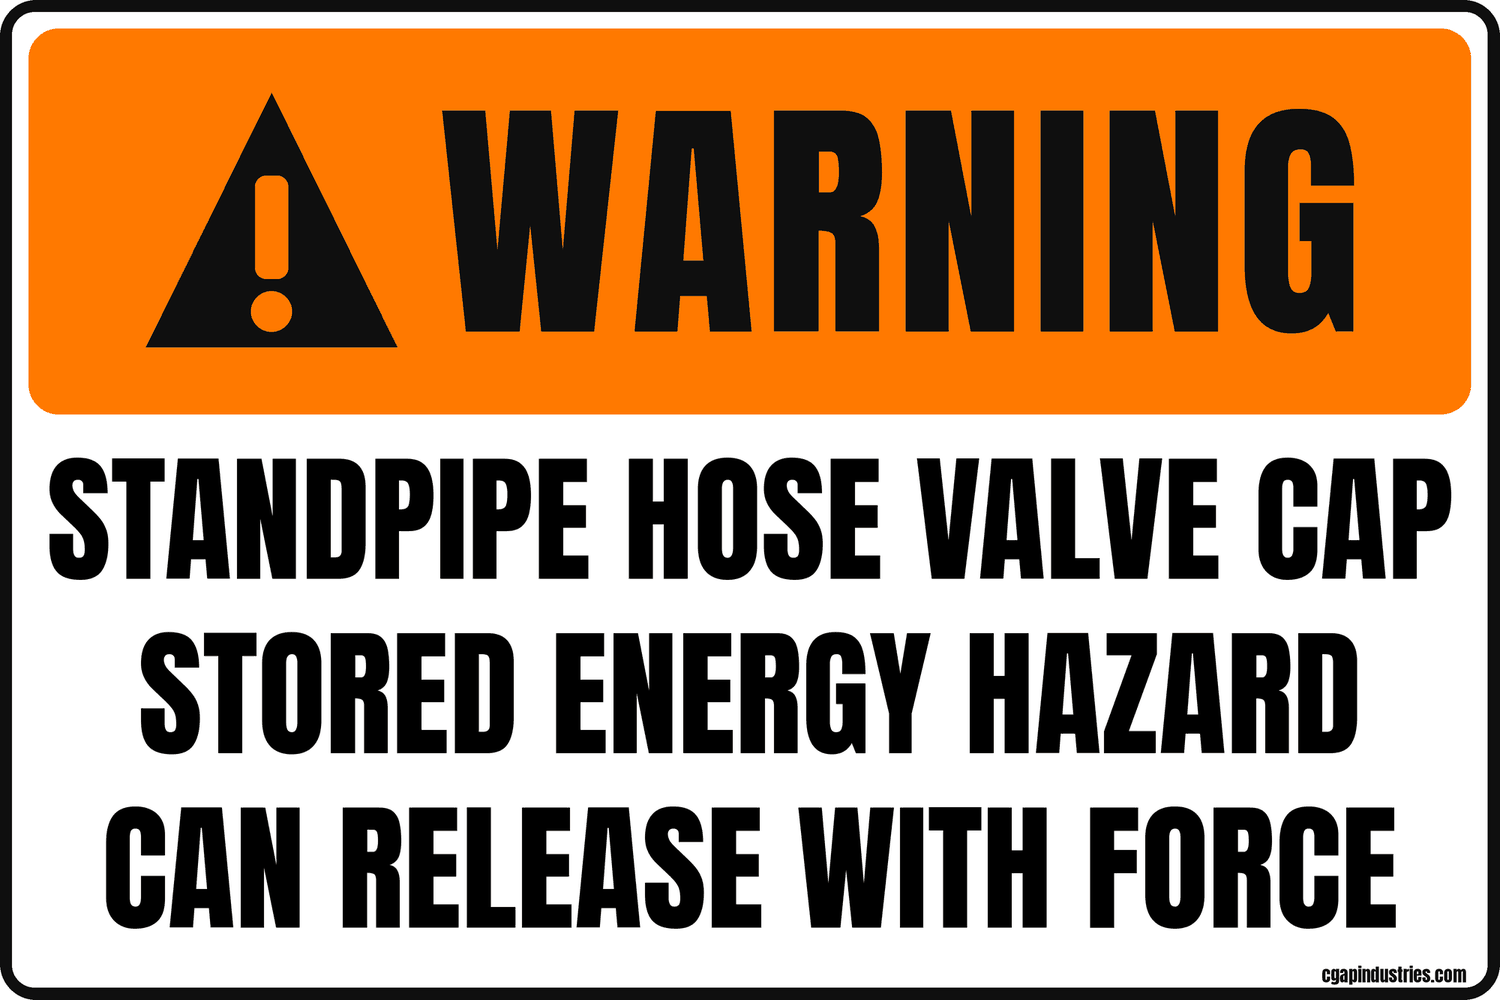 WARNING
STANDPIPE HOSE VALVE CAP
STORED ENERGY HAZARD
CAN RELEASE WITH FORCE
cgapindustries.com